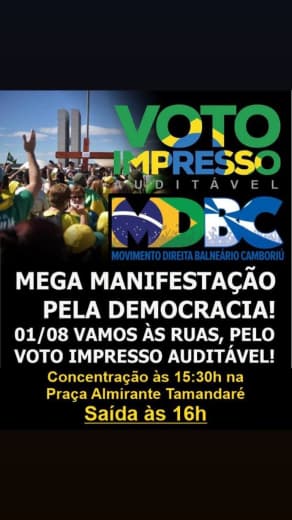 VOTO
IMPRESSO
AUDITÁVEL
MDBC
MOVIMENTO DIREITA BALNEÁRIO CAMBORIÚ
MEGA MANIFESTAÇÃO
PELA DEMOCRACIA!
01/08 VAMOS ÀS RUAS, PELO
VOTO IMPRESSO AUDITÁVEL!
Concentração às 15:30h na
Praça Almirante Tamandaré
Saída às 16h